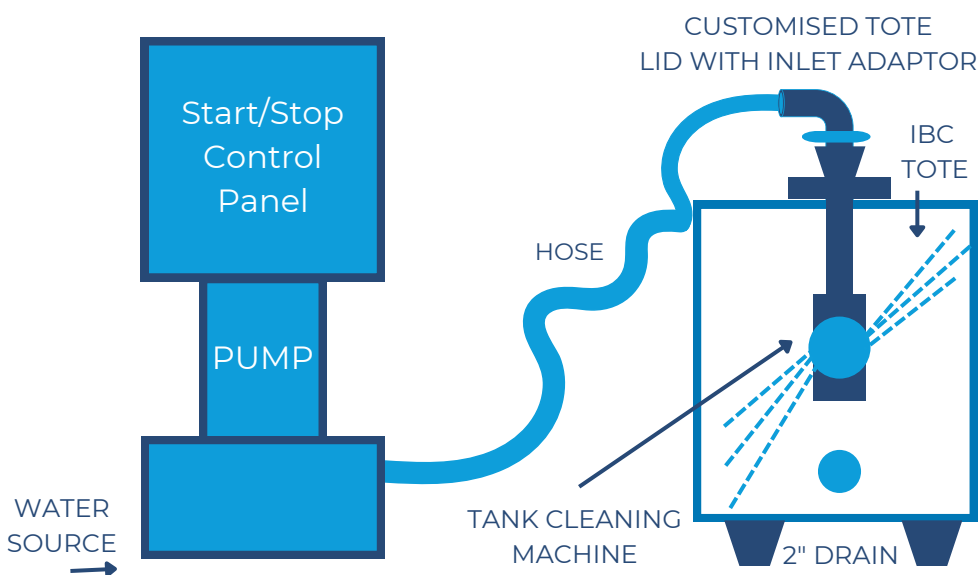 CUSTOMISED TOTE
LID WITH INLET ADAPTOR
Start/Stop
Control
Panel
IBC
TOTE
HOSE
PUMP
WATER
SOURCE
TANK CLEANING
MACHINE
2" DRAIN